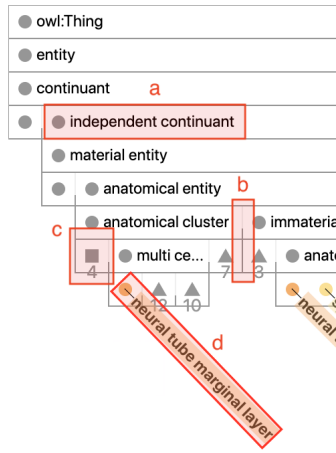 owl:Thing
entity
continuant
a
independent continuant
material entity
anatomical entity
b
anatomical cluster
immateria
c
multi ce...
anato
4
7
3
12
10
neural tube marginal layer
neural
d